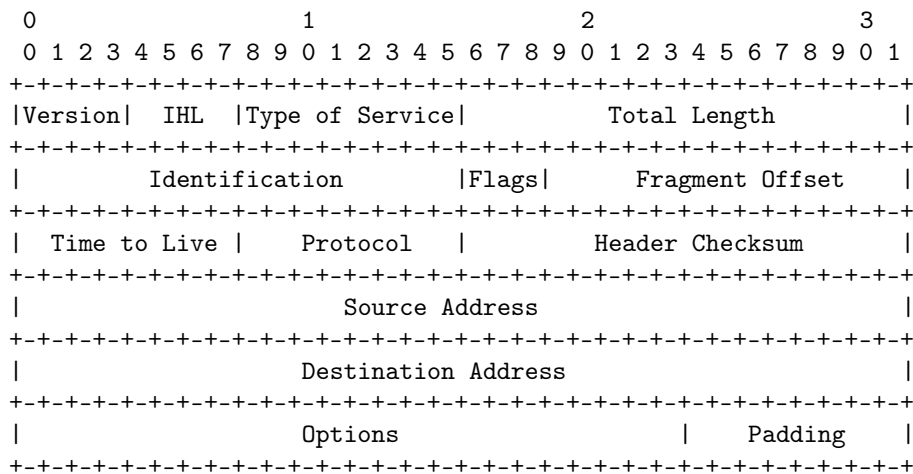 0                   1                   2                   3
 0 1 2 3 4 5 6 7 8 9 0 1 2 3 4 5 6 7 8 9 0 1 2 3 4 5 6 7 8 9 0 1
+-+-+-+-+-+-+-+-+-+-+-+-+-+-+-+-+-+-+-+-+-+-+-+-+-+-+-+-+-+-+-+-+
|Version|  IHL  |Type of Service|          Total Length         |
+-+-+-+-+-+-+-+-+-+-+-+-+-+-+-+-+-+-+-+-+-+-+-+-+-+-+-+-+-+-+-+-+
|         Identification        |Flags|      Fragment Offset    |
+-+-+-+-+-+-+-+-+-+-+-+-+-+-+-+-+-+-+-+-+-+-+-+-+-+-+-+-+-+-+-+-+
|  Time to Live |    Protocol   |         Header Checksum       |
+-+-+-+-+-+-+-+-+-+-+-+-+-+-+-+-+-+-+-+-+-+-+-+-+-+-+-+-+-+-+-+-+
|                       Source Address                          |
+-+-+-+-+-+-+-+-+-+-+-+-+-+-+-+-+-+-+-+-+-+-+-+-+-+-+-+-+-+-+-+-+
|                    Destination Address                        |
+-+-+-+-+-+-+-+-+-+-+-+-+-+-+-+-+-+-+-+-+-+-+-+-+-+-+-+-+-+-+-+-+
|                    Options                    |    Padding    |
+-+-+-+-+-+-+-+-+-+-+-+-+-+-+-+-+-+-+-+-+-+-+-+-+-+-+-+-+-+-+-+-+